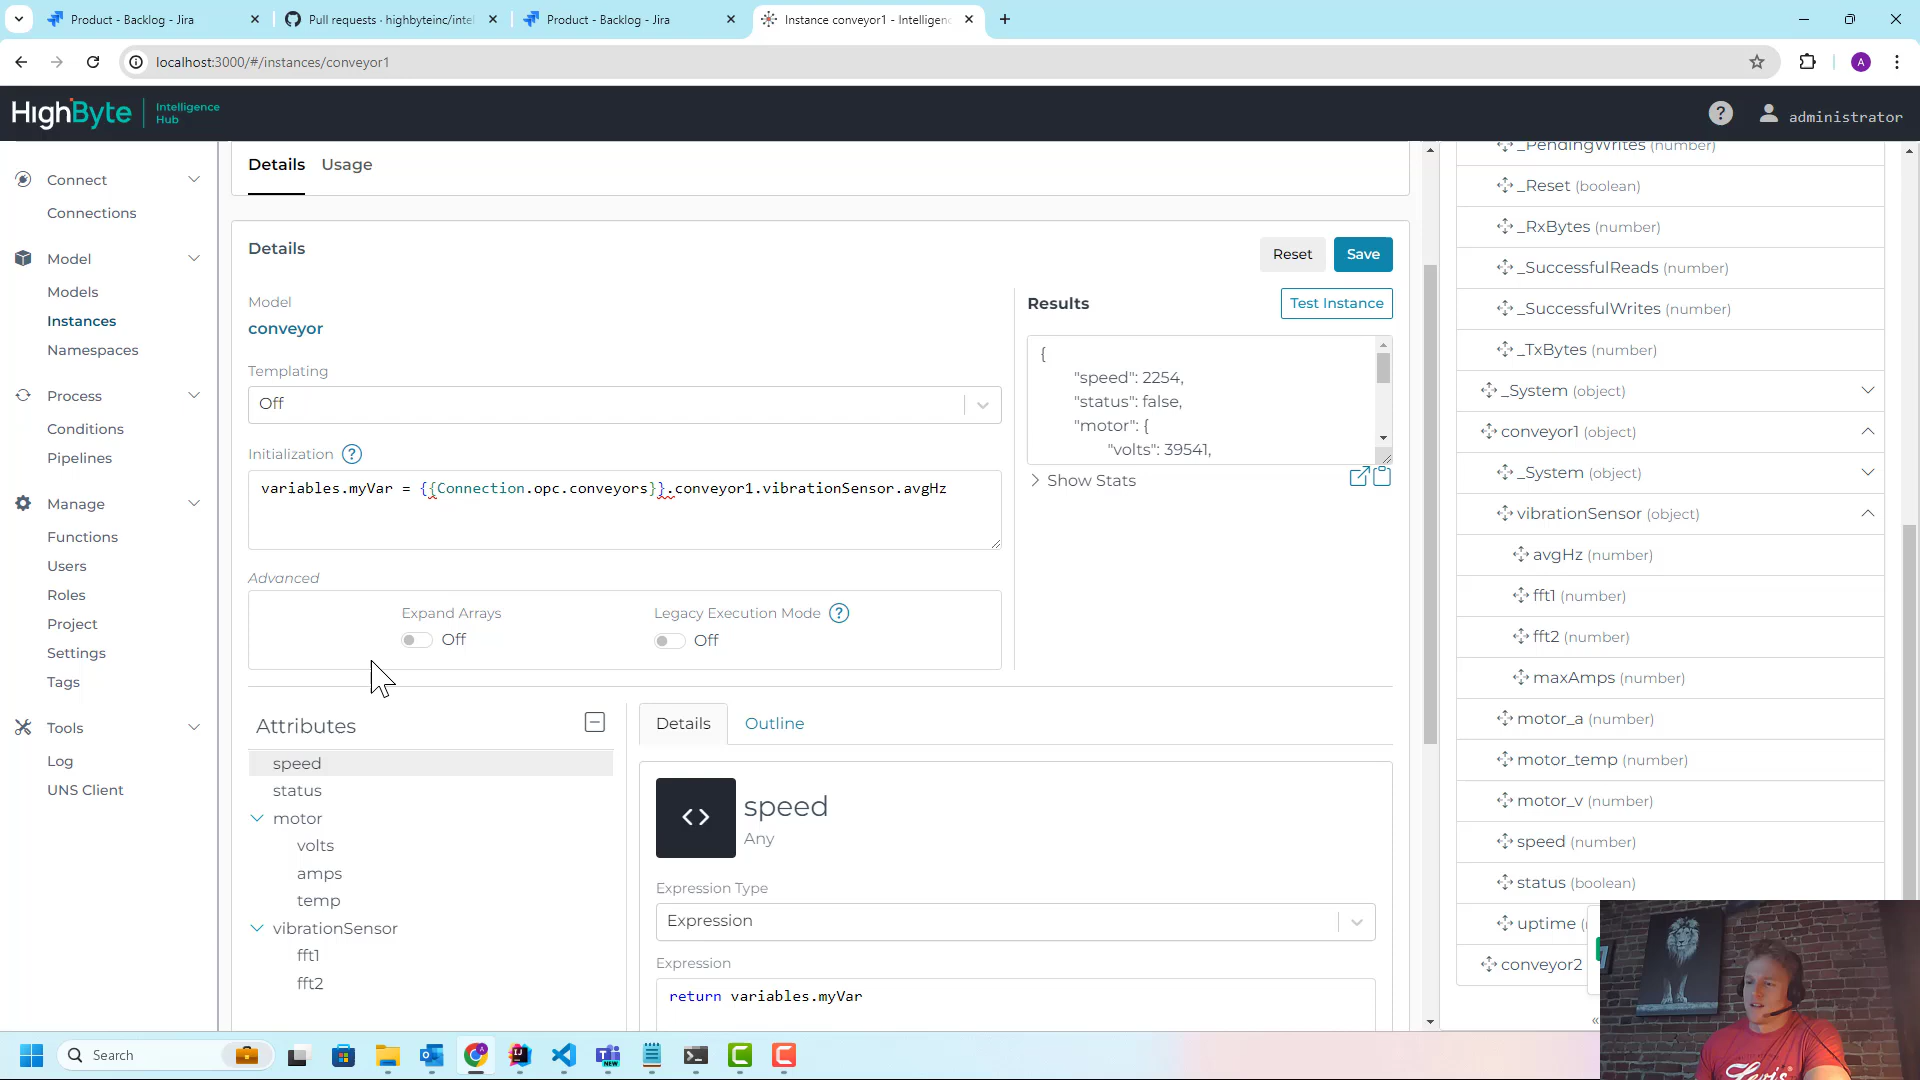 Product - Backlog - Jira
Pull requests · highbyteinc/inte
Product - Backlog - Jira
Instance conveyor1 - Intelligen
localhost:3000/#/instances/conveyor1
A
HighByte
Intelligence
Hub
?
administrator
Connect
Connections
Model
Models
Instances
Namespaces
Process
Conditions
Pipelines
Manage
Functions
Users
Roles
Project
Settings
Tags
Tools
Log
UNS Client
Details
Usage
Details
Reset
Save
Model
conveyor
Templating
Off
Initialization ?
variables.myVar = {{Connection.opc.conveyors}}.conveyor1.vibrationSensor.avgHz
Advanced
Expand Arrays
Off
Legacy Execution Mode ?
Off
Results
Test Instance
{
"speed": 2254,
"status": false,
"motor": {
"volts": 39541,
Show Stats
Attributes
speed
status
motor
volts
amps
temp
vibrationSensor
fft1
fft2
Details
Outline
speed
Any
Expression Type
Expression
Expression
return variables.myVar
_PendingWrites (number)
_Reset (boolean)
_RxBytes (number)
_SuccessfulReads (number)
_SuccessfulWrites (number)
_TxBytes (number)
_System (object)
conveyor1 (object)
_System (object)
vibrationSensor (object)
avgHz (number)
fft1 (number)
fft2 (number)
maxAmps (number)
motor_a (number)
motor_temp (number)
motor_v (number)
speed (number)
status (boolean)
uptime
conveyor2
Search
NEW
Levi's